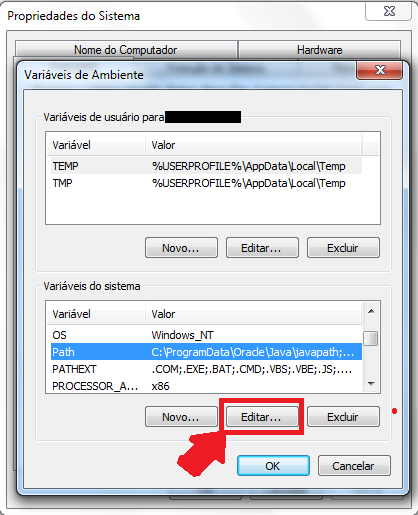 Propriedades do Sistema
Nome do Computador Hardware
Variáveis de Ambiente
Variáveis de usuário para
Variável Valor
TEMP %USERPROFILE%\AppData\Local\Temp
TMP %USERPROFILE%\AppData\Local\Temp
Novo... Editar... Excluir
Variáveis do sistema
Variável Valor
OS Windows_NT
Path C:\ProgramData\Oracle\Java\javapath;...
PATHEXT .COM;.EXE;.BAT;.CMD;.VBS;.VBE;.JS;....
PROCESSOR_A... x86
Novo... Editar... Excluir
OK Cancelar